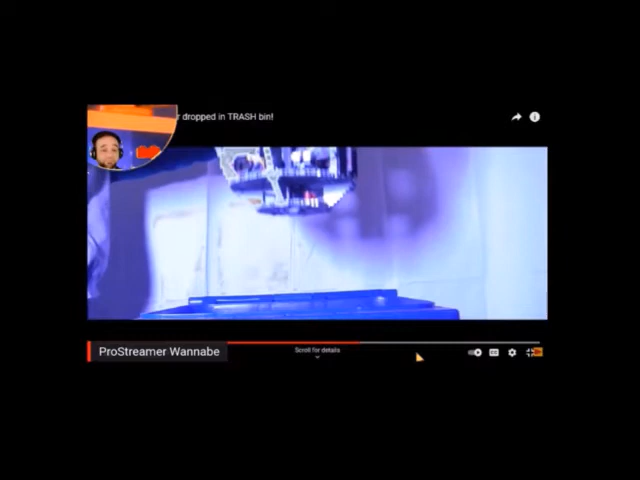 r dropped in TRASH bin!
ProStreamer Wannabe
Scroll for details